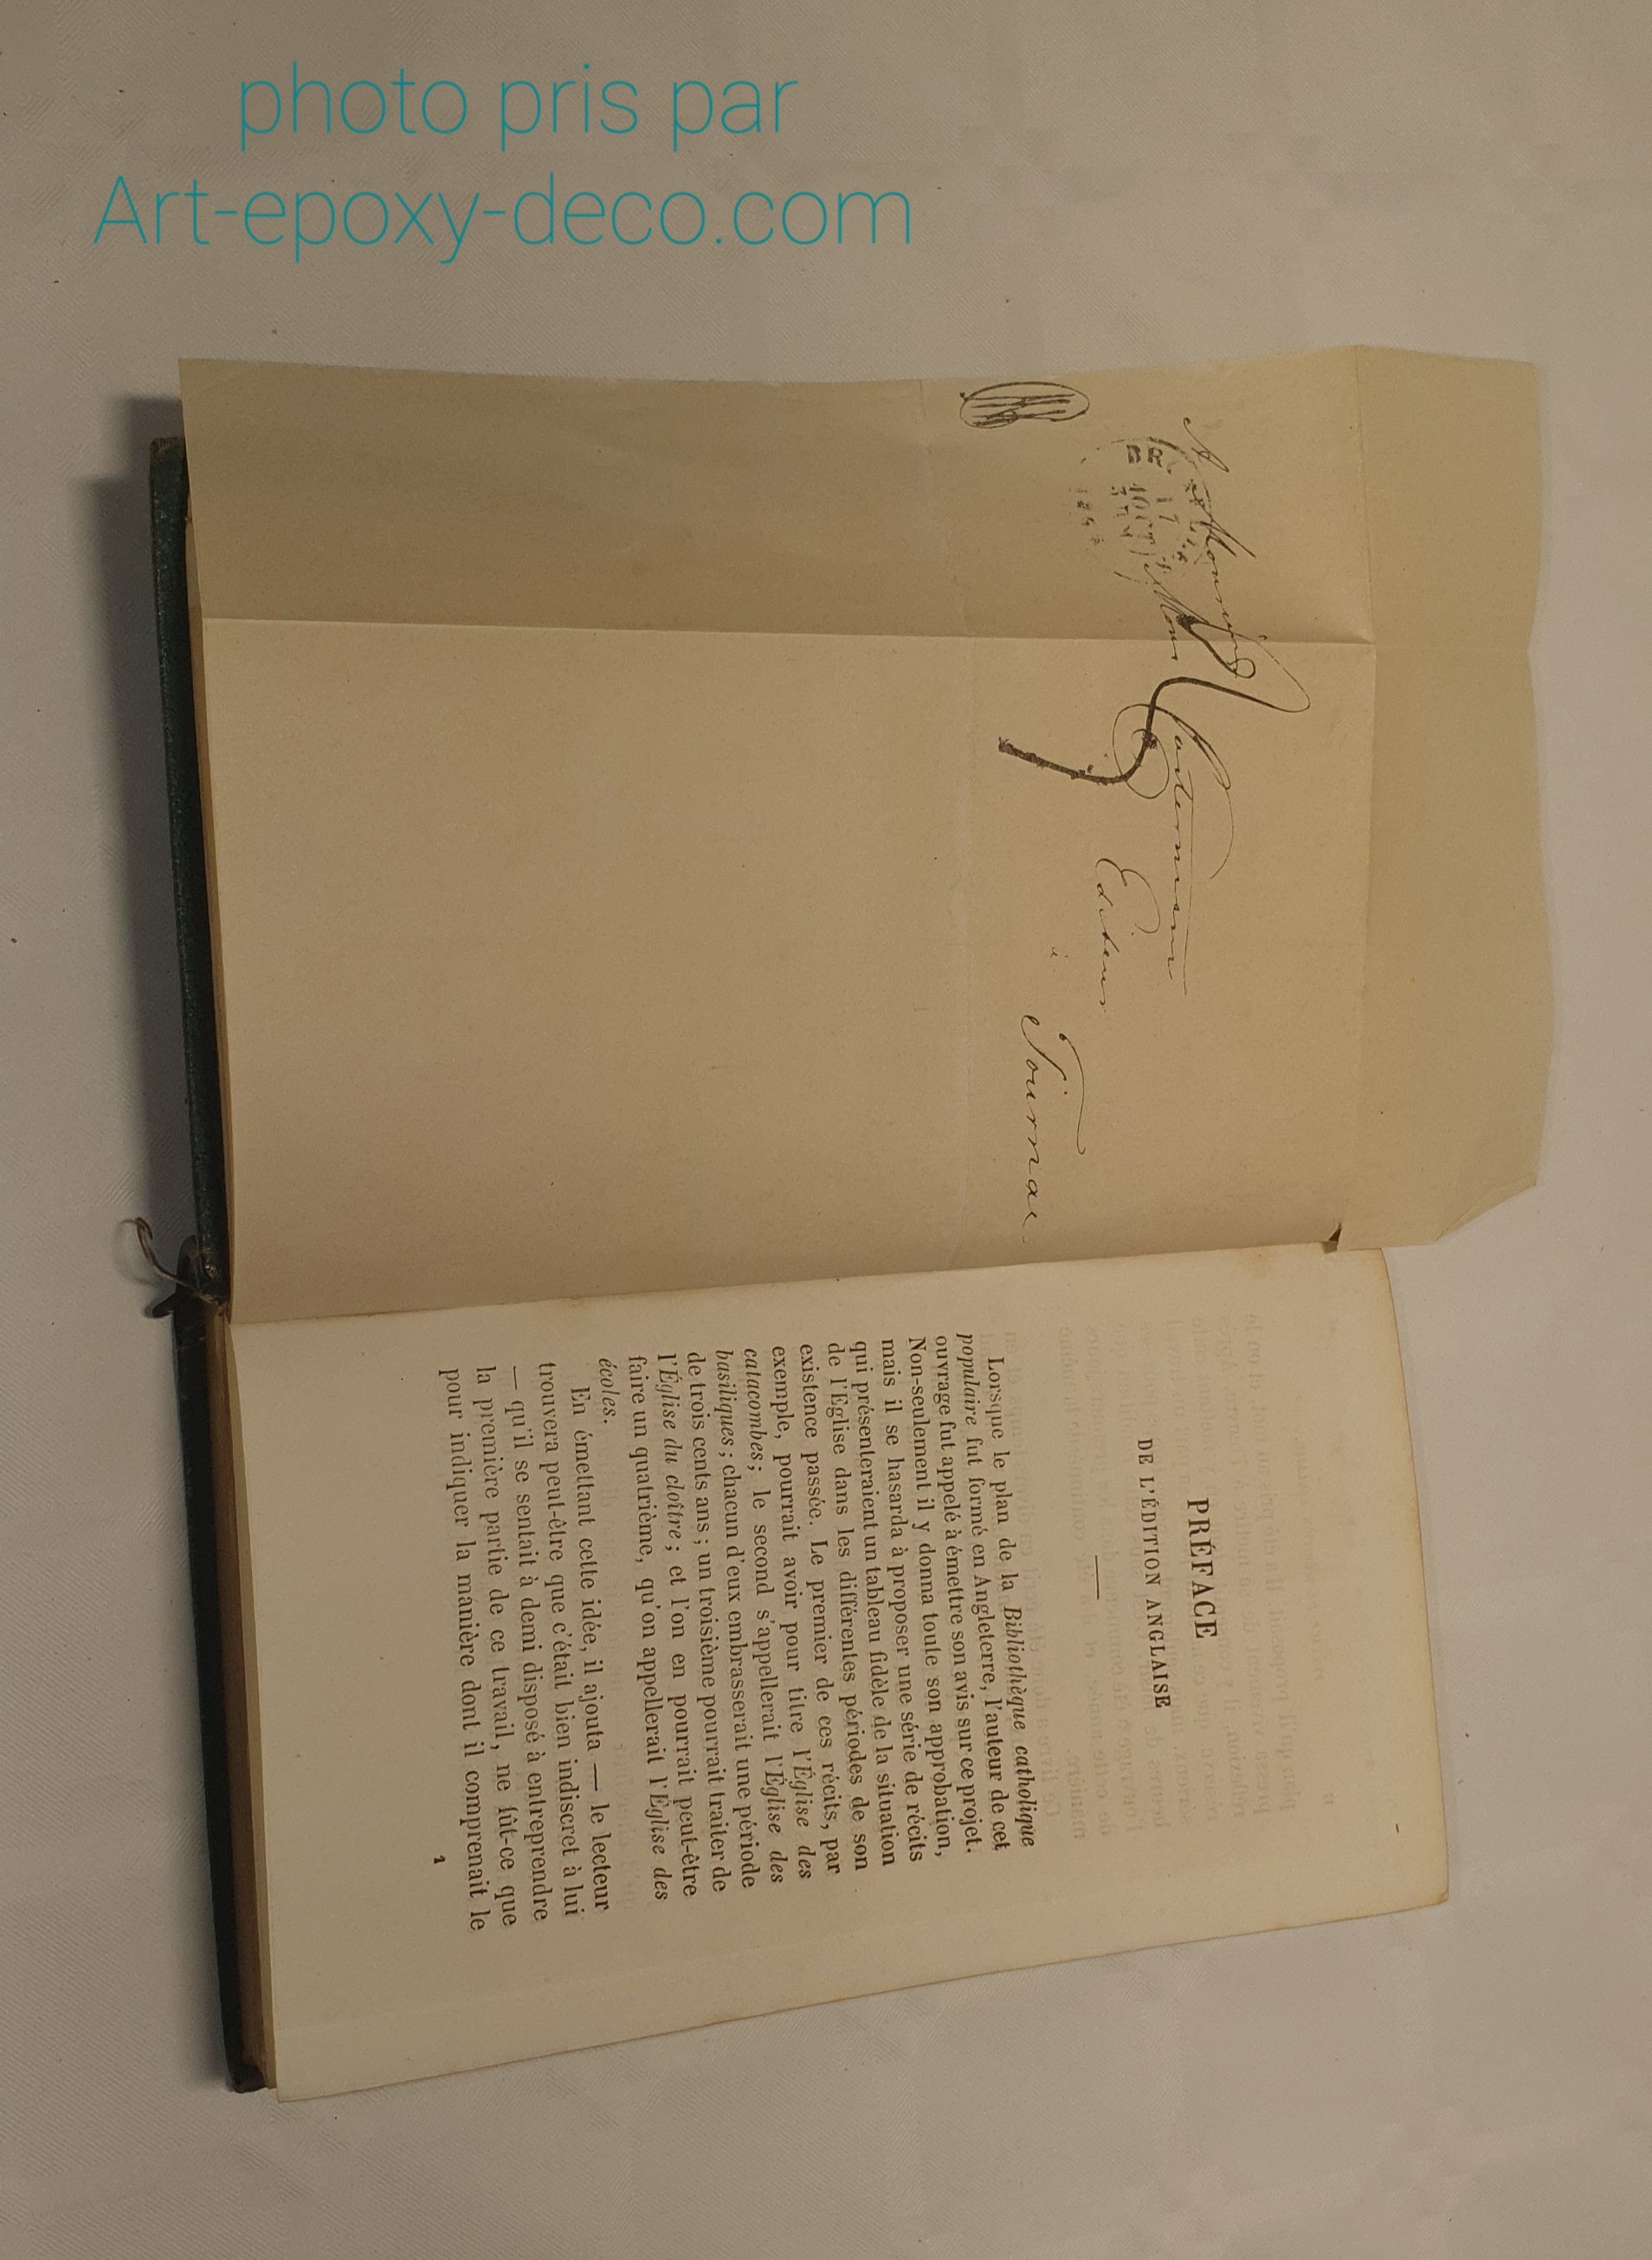 photo pris par
Art-epoxy-deco.com
A Monsieur
Casterman
Editeur
à
Tournai
17
PRÉFACE
DE L'ÉDITION ANGLAISE
Lorsque le plan de la Bibliothèque catholique
populaire fut formé en Angleterre, l'auteur de cet
ouvrage fut appelé à émettre son avis sur ce projet.
Non-seulement il y donna toute son approbation,
mais il se hasarda à proposer une série de récits
qui présenteraient un tableau fidèle de la situation
de l'Église dans les différentes périodes de son
existence passée. Le premier de ces récits, par
exemple, pourrait avoir pour titre l'Église des
catacombes; le second s'appellerait l'Église des
basiliques; chacun d'eux embrasserait une période
de trois cents ans; un troisième pourrait traiter de
l'Église du cloître; et l'on en pourrait peut-être
faire un quatrième, qu'on appellerait l'Église des
écoles.
En émettant cette idée, il ajouta — le lecteur
trouvera peut-être que c'était bien indiscret à lui
— qu'il se sentait à demi disposé à entreprendre
la première partie de ce travail, ne fût-ce que
pour indiquer la manière dont il comprenait le
1